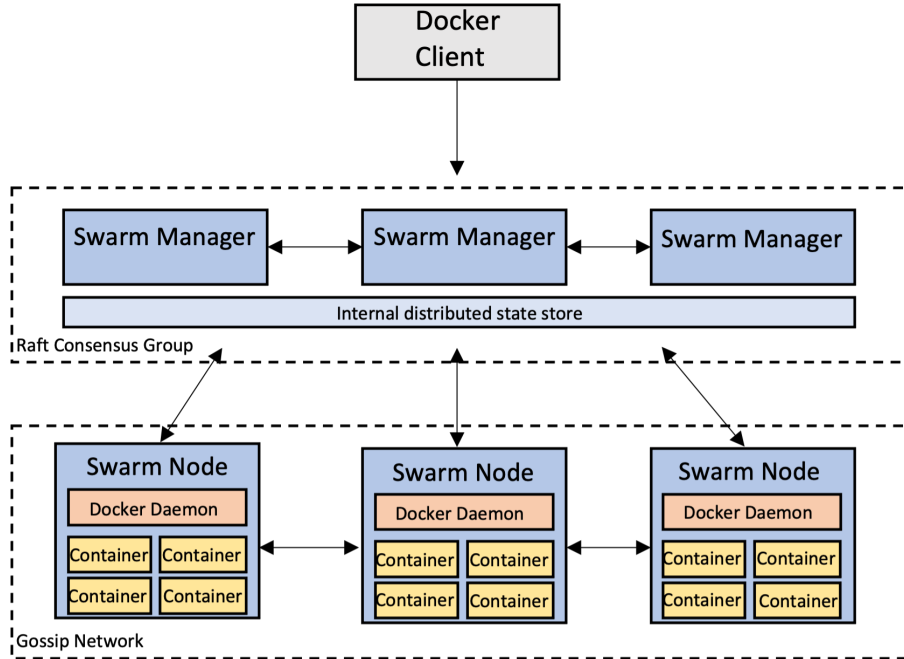 Docker
Client
Swarm Manager
Swarm Manager
Swarm Manager
Internal distributed state store
Raft Consensus Group
Swarm Node
Docker Daemon
Container Container
Container Container
Swarm Node
Docker Daemon
Container Container
Container Container
Swarm Node
Docker Daemon
Container Container
Container Container
Gossip Network